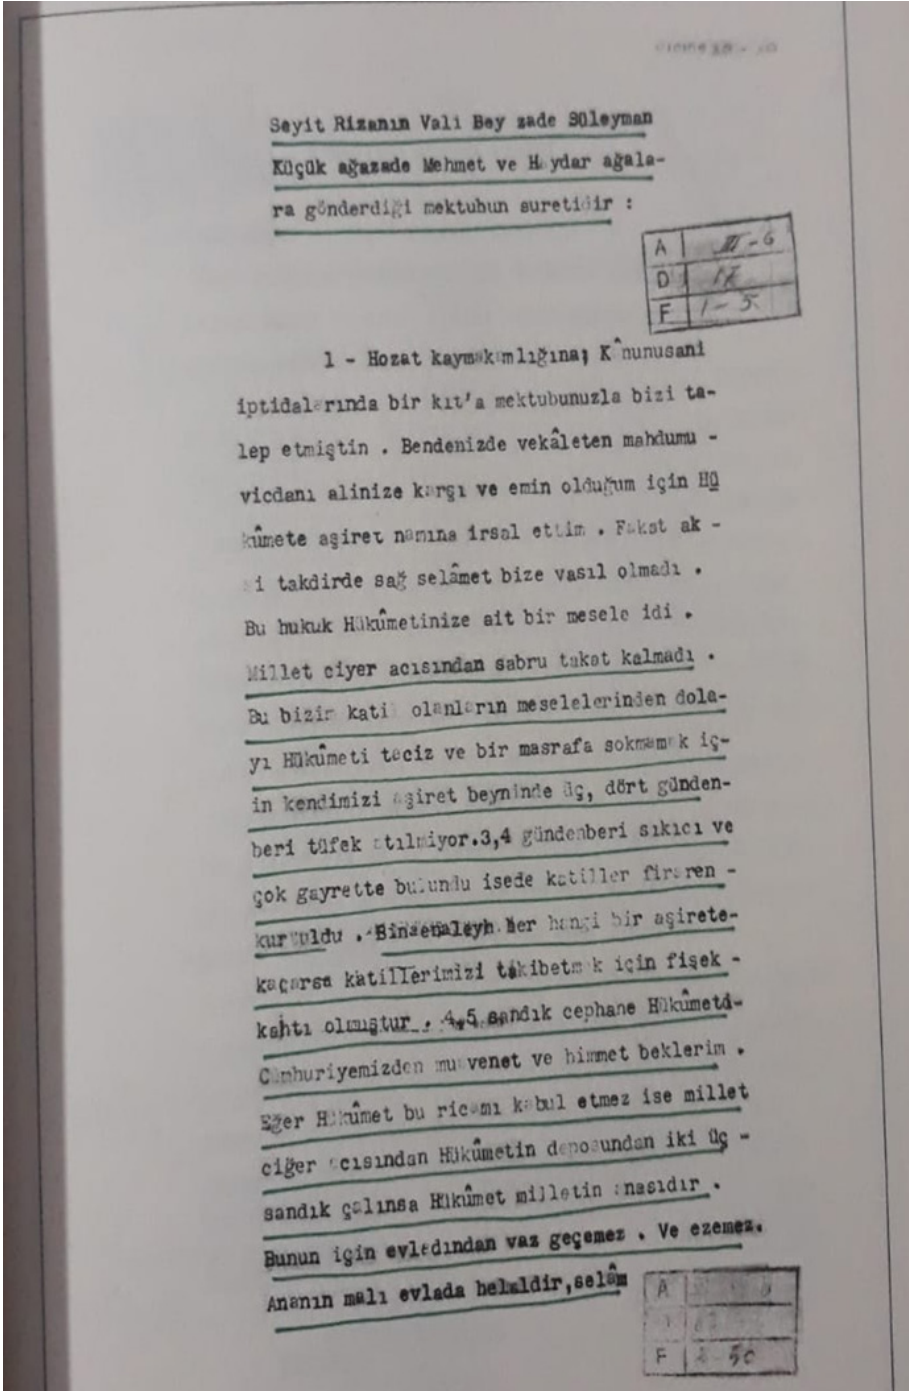 Seyit Rizanın Vali Bey zade Süleyman
Küçük ağazade Mehmet ve Haydar ağala-
ra gönderdiği mektubun suretidir :
A III-6
D 17
F 1-5
1 - Hozat kaymakamlığına; Kânunusani
iptidalarında bir kıt'a mektubunuzla bizi ta-
lep etmiştin . Bendenizde vekâleten mahdumu -
vicdanı alinize karşı ve emin olduğum için Hü
kûmete aşiret namına irsal ettim . Fakat ak -
si takdirde sağ selâmet bize vasıl olmadı .
Bu hukuk Hükûmetinize ait bir mesele idi .
Millet ciyer acısından sabru takat kalmadı .
Bu bizim katil olanların meselelerinden dola-
yı Hükûmeti teciz ve bir masrafa sokmamak iç-
in kendimizi aşiret beyninde üç, dört günden-
beri tüfek atılmiyor.3,4 gündenberi sıkıcı ve
çok gayrette bulundu isede katiller firaren -
kurtuldu . Binaenaleyh her hangi bir aşirete-
kaçarsa katillerimizi takibetmek için fişek -
kahtı olmuştur . 4,5 sandık cephane Hükûmeti-
Cumhuriyemizden muavenet ve himmet beklerim .
Eğer Hükûmet bu ricamı kabul etmez ise millet
ciğer acısından Hükûmetin deposundan iki üç -
sandık çalınsa Hükûmet milletin anasıdır .
Bunun için evladından vaz geçemez . Ve ezemez.
Ananın malı evlada helaldir,selâm
A
F 50